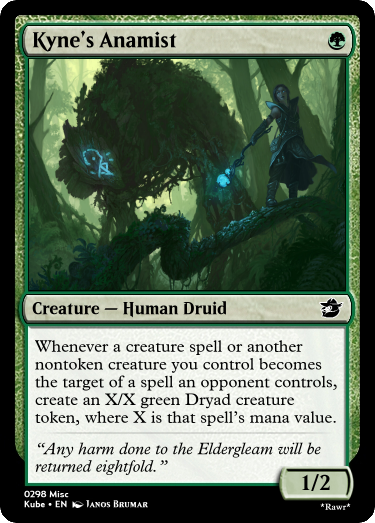 Kyne's Anamist
Creature — Human Druid
Whenever a creature spell or another
nontoken creature you control becomes
the target of a spell an opponent controls,
create an X/X green Dryad creature
token, where X is that spell's mana value.
“Any harm done to the Eldergleam will be
returned eightfold.”
1/2
0298 Misc
Kube • EN Janos Brumar
*Rawr*